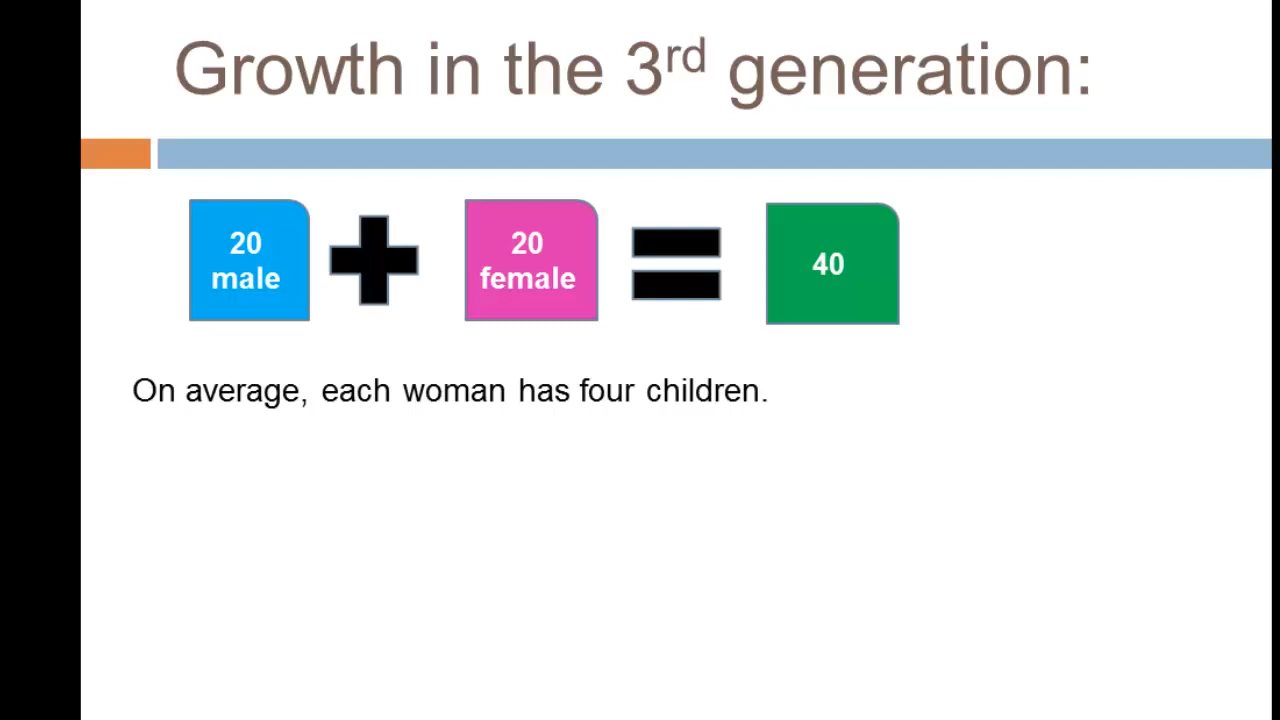 Growth in the 3rd generation:
20
male
20
female
40
On average, each woman has four children.